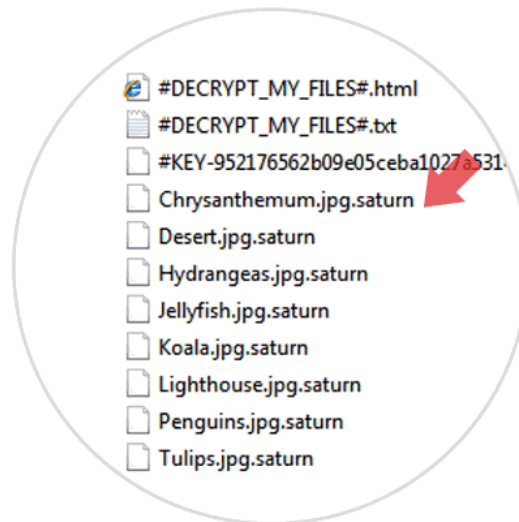 #DECRYPT_MY_FILES#.html
#DECRYPT_MY_FILES#.txt
#KEY-952176562b09e05ceba1027a531
Chrysanthemum.jpg.saturn
Desert.jpg.saturn
Hydrangeas.jpg.saturn
Jellyfish.jpg.saturn
Koala.jpg.saturn
Lighthouse.jpg.saturn
Penguins.jpg.saturn
Tulips.jpg.saturn